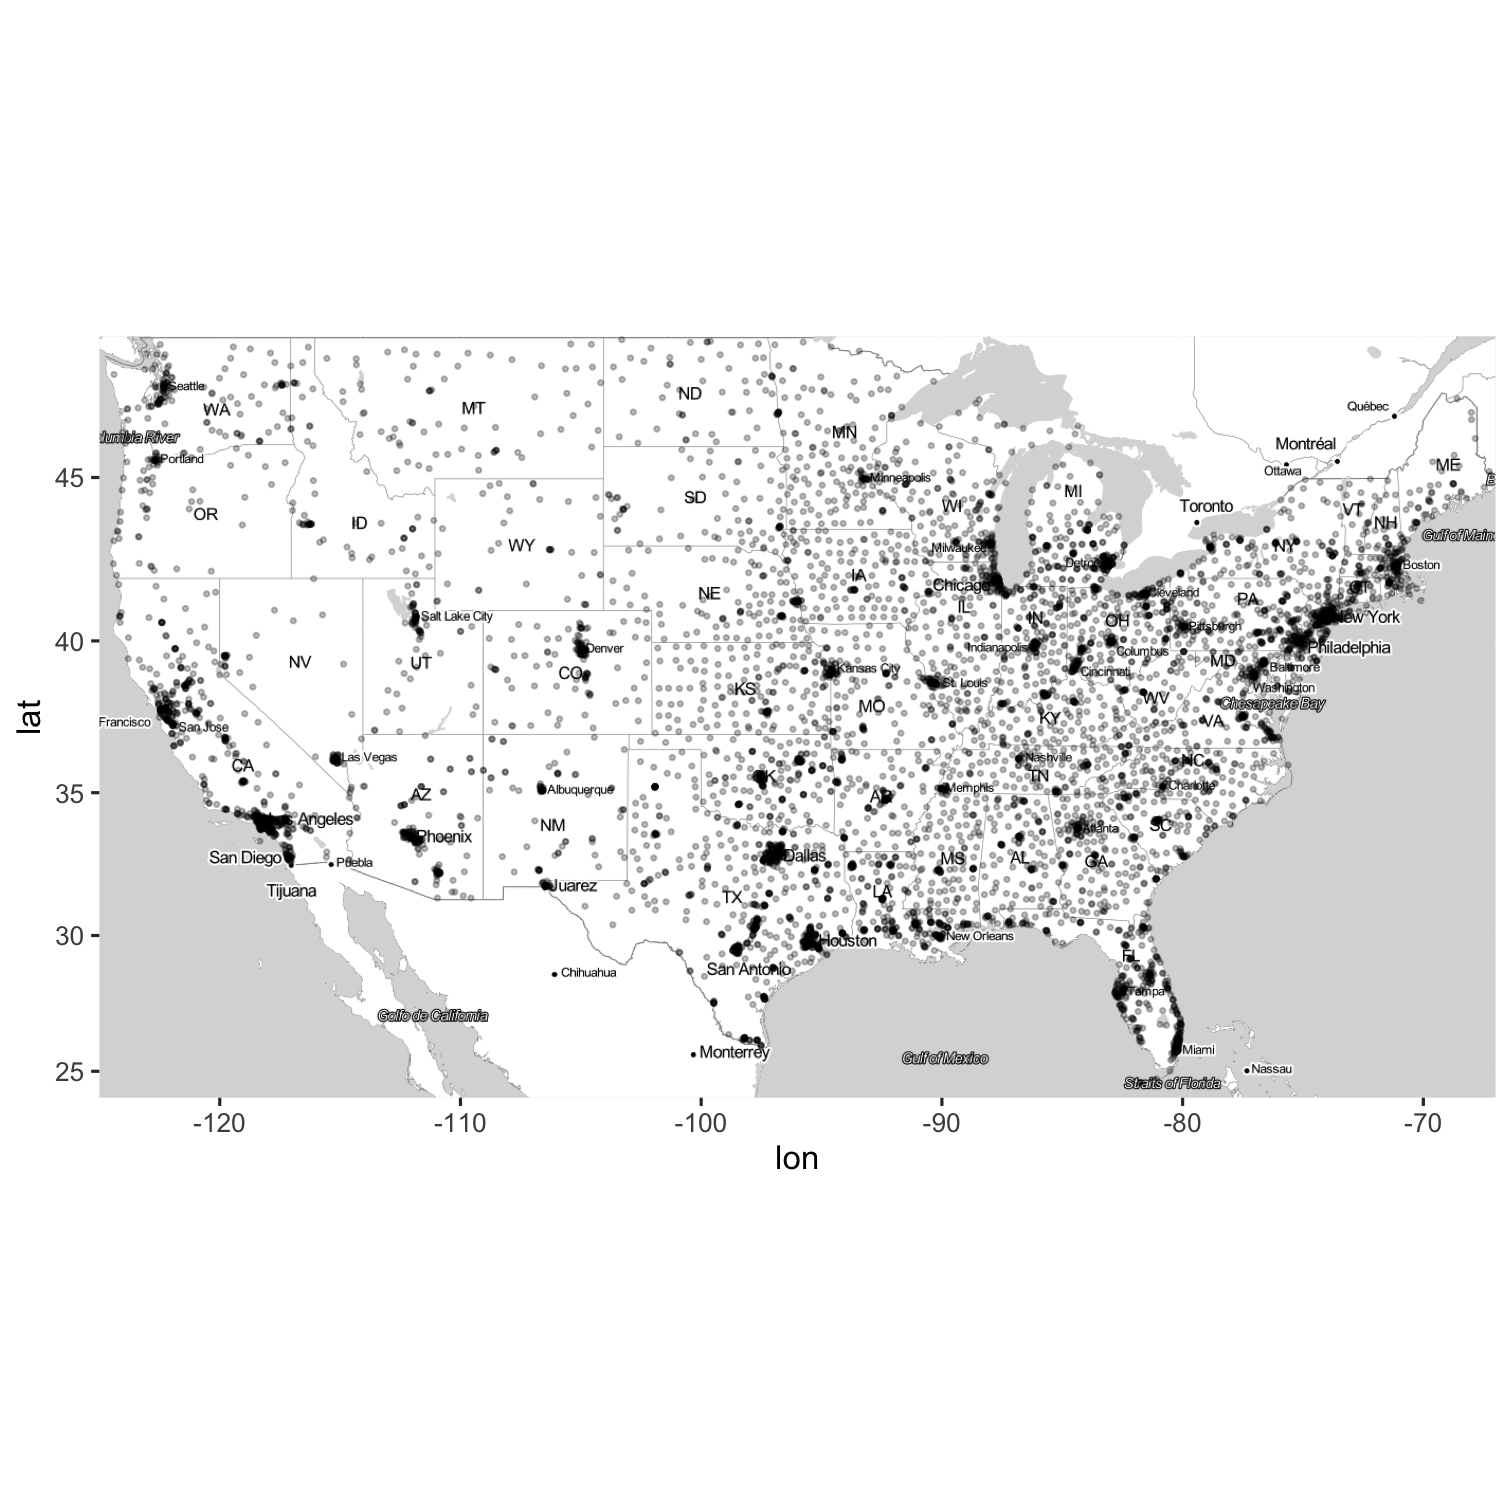 Québec
Seattle
ND
WA
MT
MN
lumbia River
Montréal
Portland
ME
Ottawa
Minneapolis
SD
MI
WI
Toronto
OR
VT
ID
NH
Gulf of Main
WY
Milwaukee
NY
Detroit
Boston
IA
Chicago
CT
NE
Cleveland
PA
IL
Salt Lake City
IN
OH
New York
Pittsburgh
Denver
Indianapolis
Columbus
Philadelphia
NV
UT
MD
Baltimore
CO
Kansas City
Cincinnati
St. Louis
Washington
KS
WV
Chesapeake Bay
MO
KY
VA
Francisco
San Jose
Las Vegas
Nashville
NC
CA
OK
TN
Albuquerque
Memphis
Charlotte
AZ
AR
Los Angeles
NM
SC
Atlanta
Phoenix
San Diego
Puebla
Dallas
MS
AL
GA
Tijuana
Juarez
TX
LA
Houston
New Orleans
FL
San Antonio
Chihuahua
Tampa
Golfo de California
Monterrey
Gulf of Mexico
Miami
Nassau
Straits of Florida
45
40
35
30
25
lat
-120
-110
-100
-90
-80
-70
lon